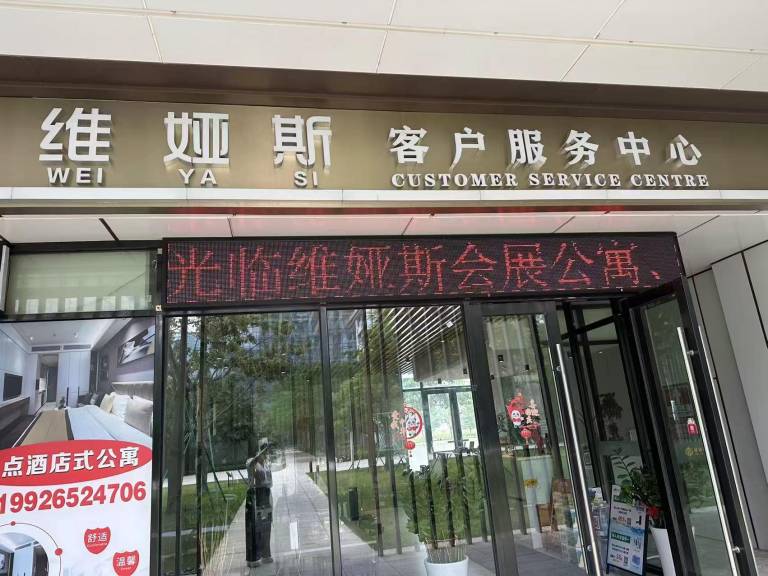 维娅斯 客户服务中心
WEI YA SI CUSTOMER SERVICE CENTRE
光临维娅斯会展公寓、
点酒店式公寓
19926524706
舒适
温馨